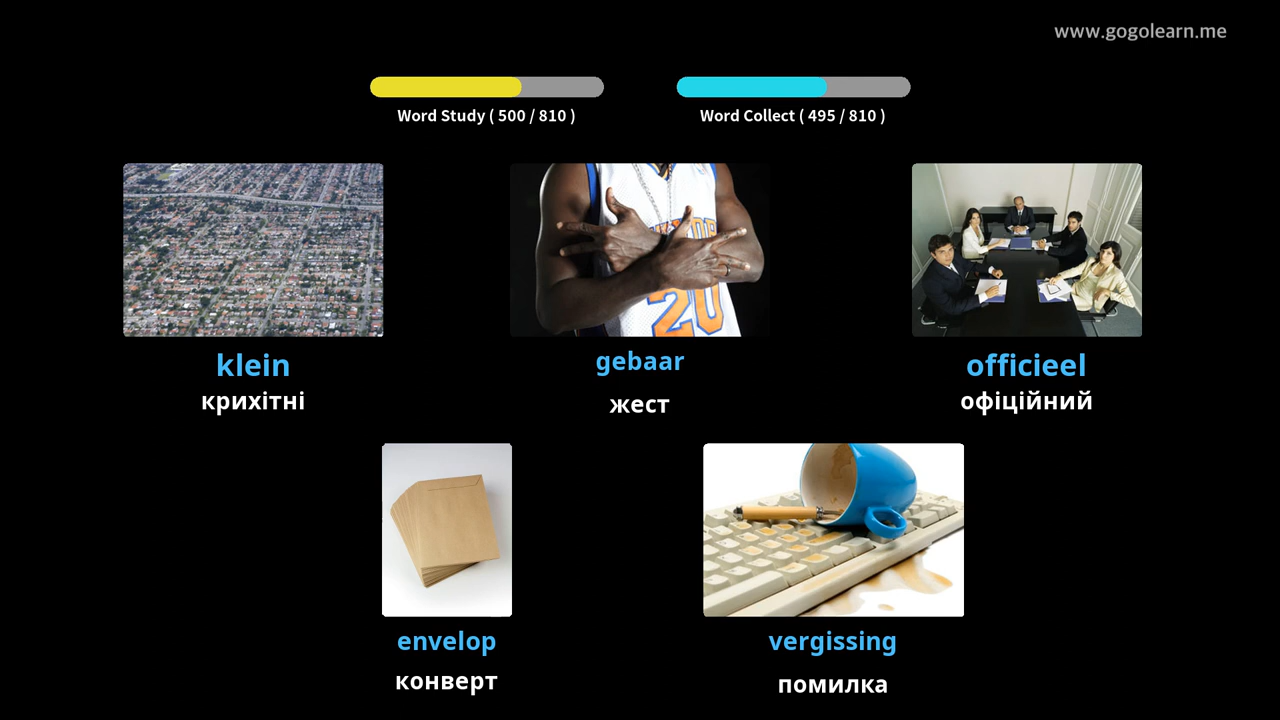 www.gogolearn.me
Word Study ( 500 / 810 )
Word Collect ( 495 / 810 )
20
klein
крихітні
gebaar
жест
officieel
офіційний
envelop
конверт
vergissing
помилка